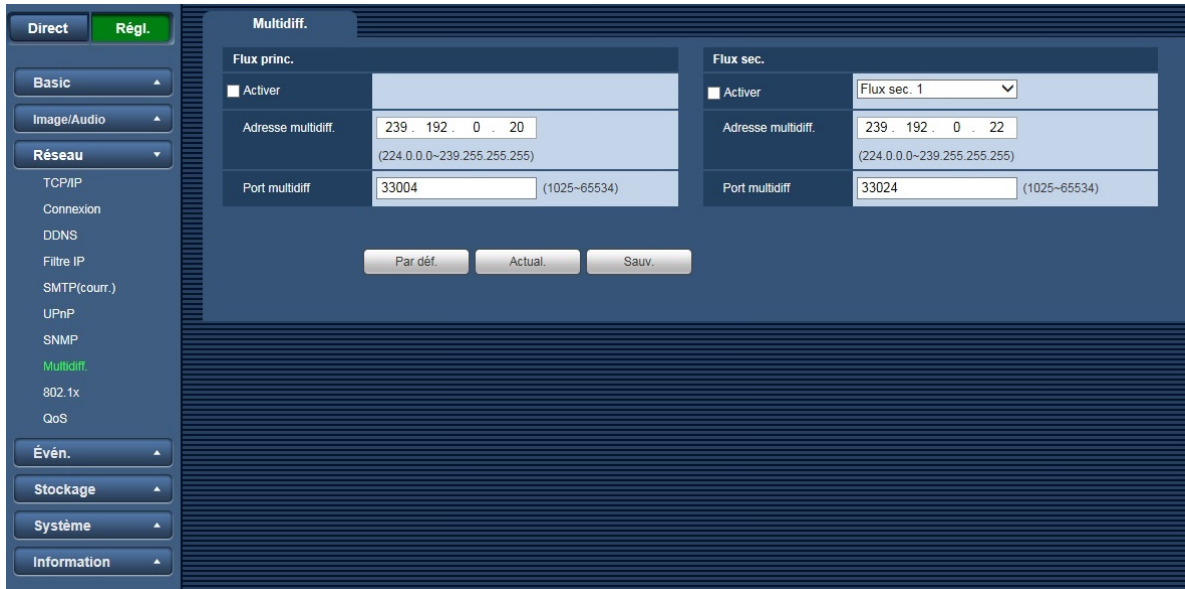 Direct
Régl.
Basic
Image/Audio
Réseau
TCP/IP
Connexion
DDNS
Filtre IP
SMTP(courr.)
UPnP
SNMP
Multidiff.
802.1x
QoS
Évén.
Stockage
Système
Information
Multidiff.
Flux princ.
Activer
Adresse multidiff.
239 . 192 . 0 . 20
(224.0.0.0~239.255.255.255)
Port multidiff
33004
(1025~65534)
Flux sec.
Activer
Flux sec. 1
Adresse multidiff.
239 . 192 . 0 . 22
(224.0.0.0~239.255.255.255)
Port multidiff
33024
(1025~65534)
Par déf.
Actual.
Sauv.